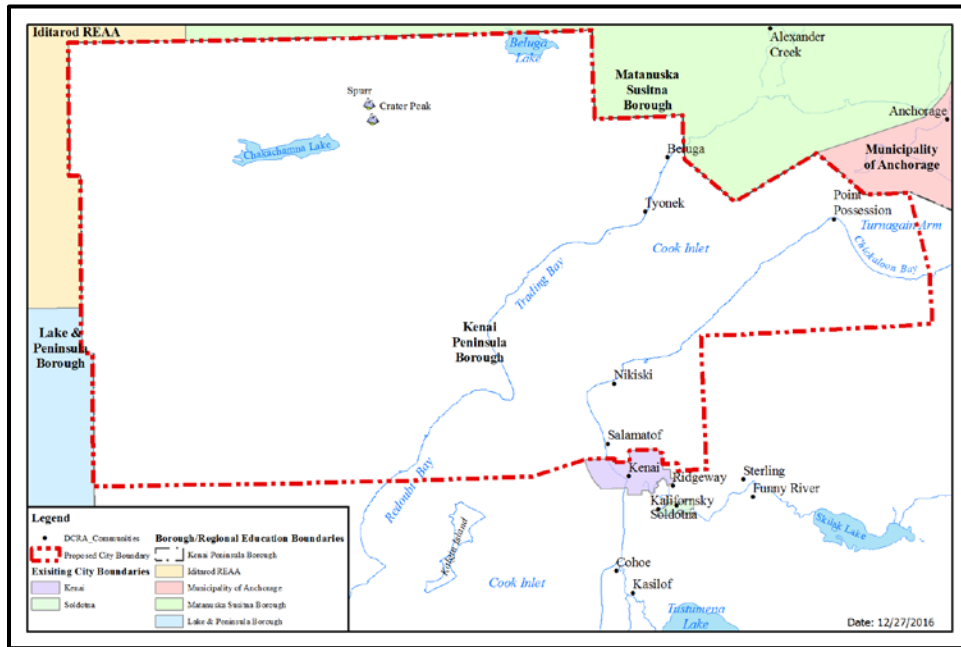 Iditarod REAA
Beluga
Lake
Alexander
Creek
Matanuska
Susitna
Borough
Spurr
Crater Peak
Anchorage
Chakachamna Lake
Municipality
of Anchorage
Beluga
Tyonek
Point
Possession
Turnagain Arm
Cook Inlet
Chickaloon Bay
Trading Bay
Lake &
Peninsula
Borough
Kenai
Peninsula
Borough
Nikiski
Salamatof
Redoubt Bay
Kenai
Ridgeway
Sterling
Funny River
Kalifornsky
Soldotna
Skilak Lake
Kalgin Island
Cohoe
Cook Inlet
Kasilof
Tustumena
Lake
Legend
DCRA_Communities
Proposed City Boundary
Exisiting City Boundaries
Kenai
Soldotna
Borough/Regional Education Boundaries
Kenai Peninsula Borough
Iditarod REAA
Municipality of Anchorage
Matanuska Susitna Borough
Lake & Peninsula Borough
Date: 12/27/2016